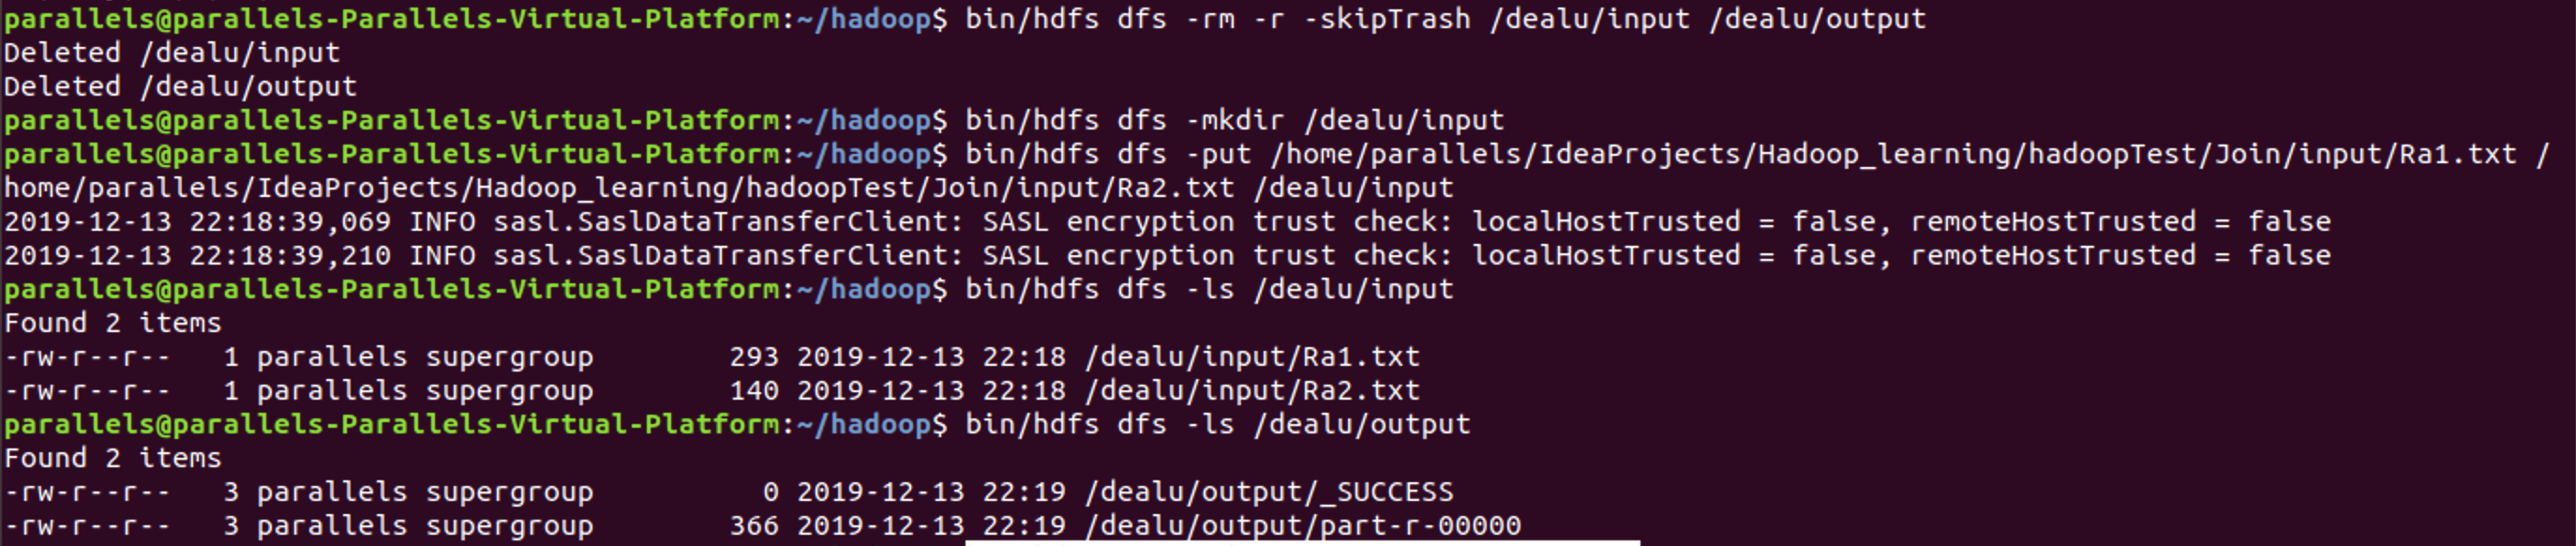 parallels@parallels-Parallels-Virtual-Platform:~/hadoop$ bin/hdfs dfs -rm -r -skipTrash /dealu/input /dealu/output
Deleted /dealu/input
Deleted /dealu/output
parallels@parallels-Parallels-Virtual-Platform:~/hadoop$ bin/hdfs dfs -mkdir /dealu/input
parallels@parallels-Parallels-Virtual-Platform:~/hadoop$ bin/hdfs dfs -put /home/parallels/IdeaProjects/Hadoop_learning/hadoopTest/Join/input/Ra1.txt /
home/parallels/IdeaProjects/Hadoop_learning/hadoopTest/Join/input/Ra2.txt /dealu/input
2019-12-13 22:18:39,069 INFO sasl.SaslDataTransferClient: SASL encryption trust check: localHostTrusted = false, remoteHostTrusted = false
2019-12-13 22:18:39,210 INFO sasl.SaslDataTransferClient: SASL encryption trust check: localHostTrusted = false, remoteHostTrusted = false
parallels@parallels-Parallels-Virtual-Platform:~/hadoop$ bin/hdfs dfs -ls /dealu/input
Found 2 items
-rw-r--r--   1 parallels supergroup        293 2019-12-13 22:18 /dealu/input/Ra1.txt
-rw-r--r--   1 parallels supergroup        140 2019-12-13 22:18 /dealu/input/Ra2.txt
parallels@parallels-Parallels-Virtual-Platform:~/hadoop$ bin/hdfs dfs -ls /dealu/output
Found 2 items
-rw-r--r--   3 parallels supergroup          0 2019-12-13 22:19 /dealu/output/_SUCCESS
-rw-r--r--   3 parallels supergroup        366 2019-12-13 22:19 /dealu/output/part-r-00000